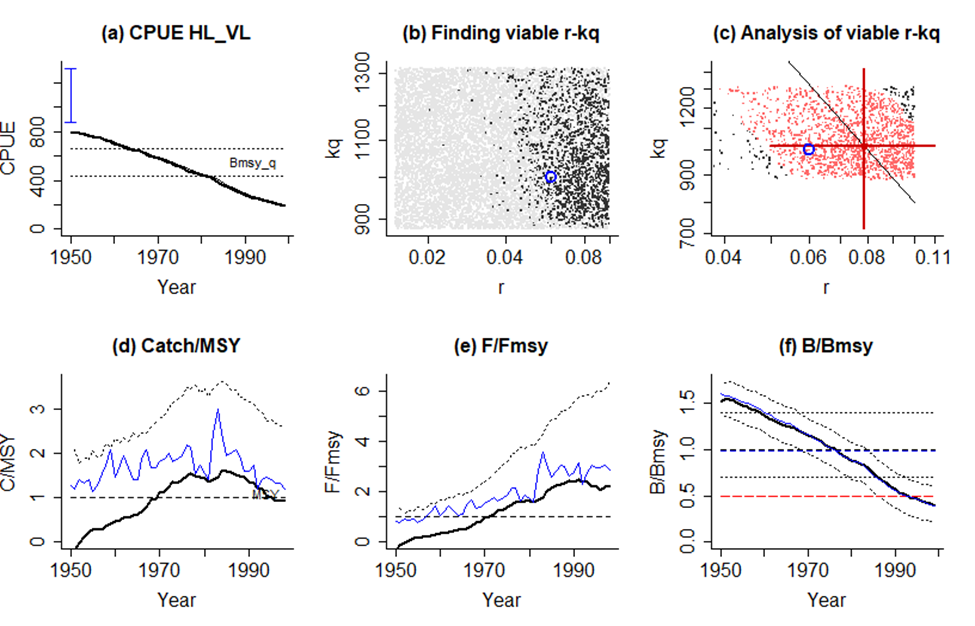 (a) CPUE HL_VL
(b) Finding viable r-kq
(c) Analysis of viable r-kq
CPUE
0 400 800
Bmsy_q
1950 1970 1990
Year
kq
900 1100 1300
0.02 0.04 0.08
r
kq
700 900 1200
0.04 0.06 0.08 0.11
r
(d) Catch/MSY
(e) F/Fmsy
(f) B/Bmsy
C/MSY
0 1 2 3
MSY
1950 1970 1990
Year
F/Fmsy
0 2 4 6
1950 1970 1990
Year
B/Bmsy
0.0 0.5 1.0 1.5
1950 1970 1990
Year